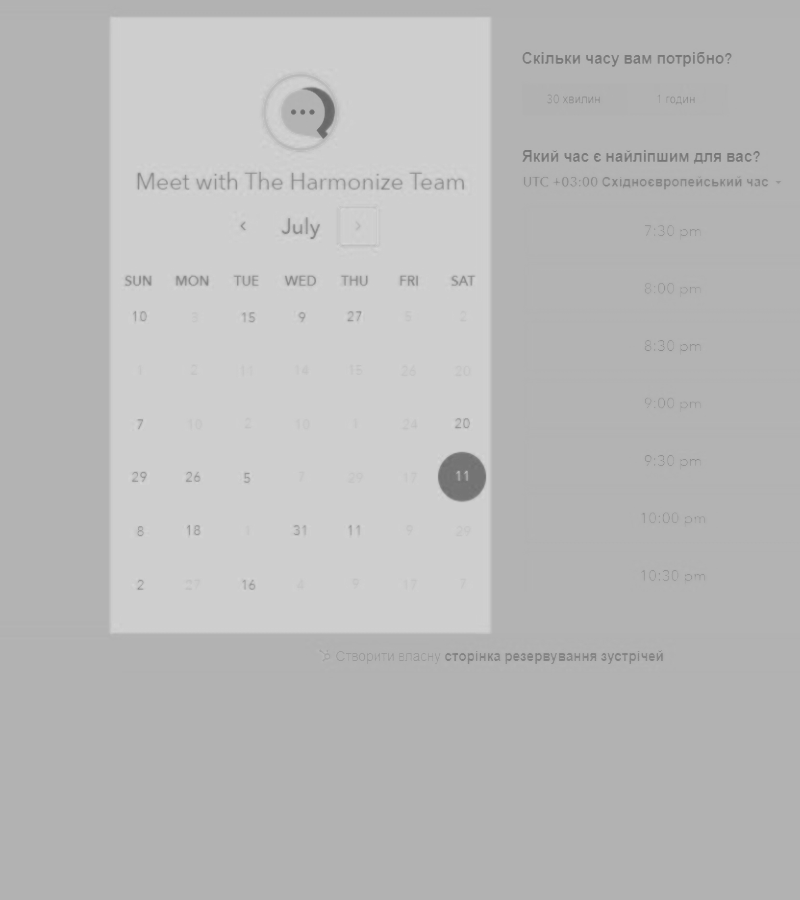 Meet with The Harmonize Team
July
SUN MON TUE WED THU FRI SAT
10 3 15 9 27 5 2
1 2 11 14 15 26 20
7 10 2 10 1 24 20
29 26 5 7 29 17 11
8 18 1 31 11 9 29
2 27 16 4 9 17 7
Скільки часу вам потрібно?
30 хвилин 1 годин
Який час є найліпшим для вас?
UTC +03:00 Східноєвропейський час
7:30 pm
8:00 pm
8:30 pm
9:00 pm
9:30 pm
10:00 pm
10:30 pm
Створити власну сторінка резервування зустрічей